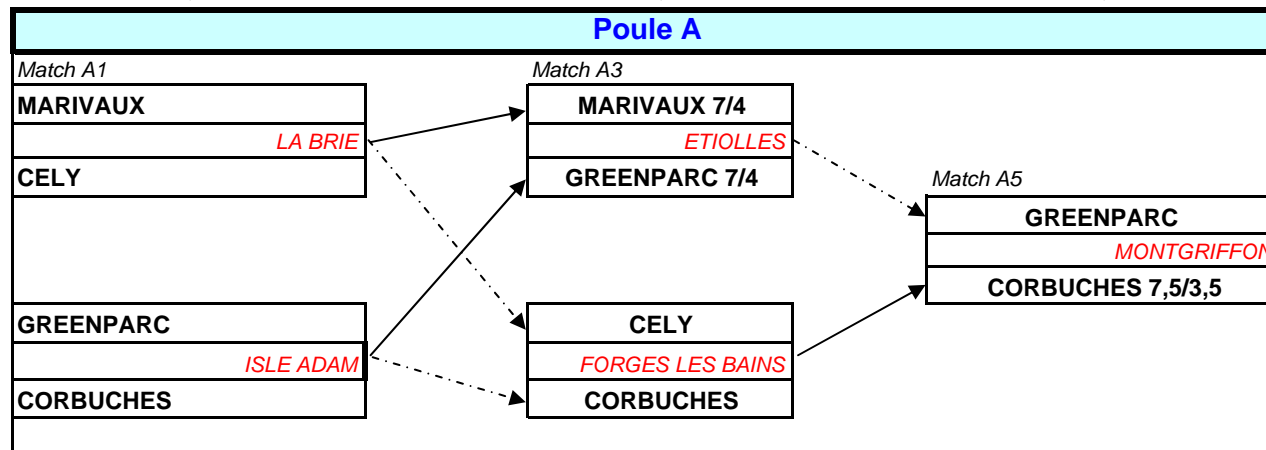 Poule A
Match A1
MARIVAUX
LA BRIE
CELY
GREENPARC
ISLE ADAM
CORBUCHES
Match A3
MARIVAUX 7/4
ETIOLLES
GREENPARC 7/4
CELY
FORGES LES BAINS
CORBUCHES
Match A5
GREENPARC
MONTGRIFFON
CORBUCHES 7,5/3,5